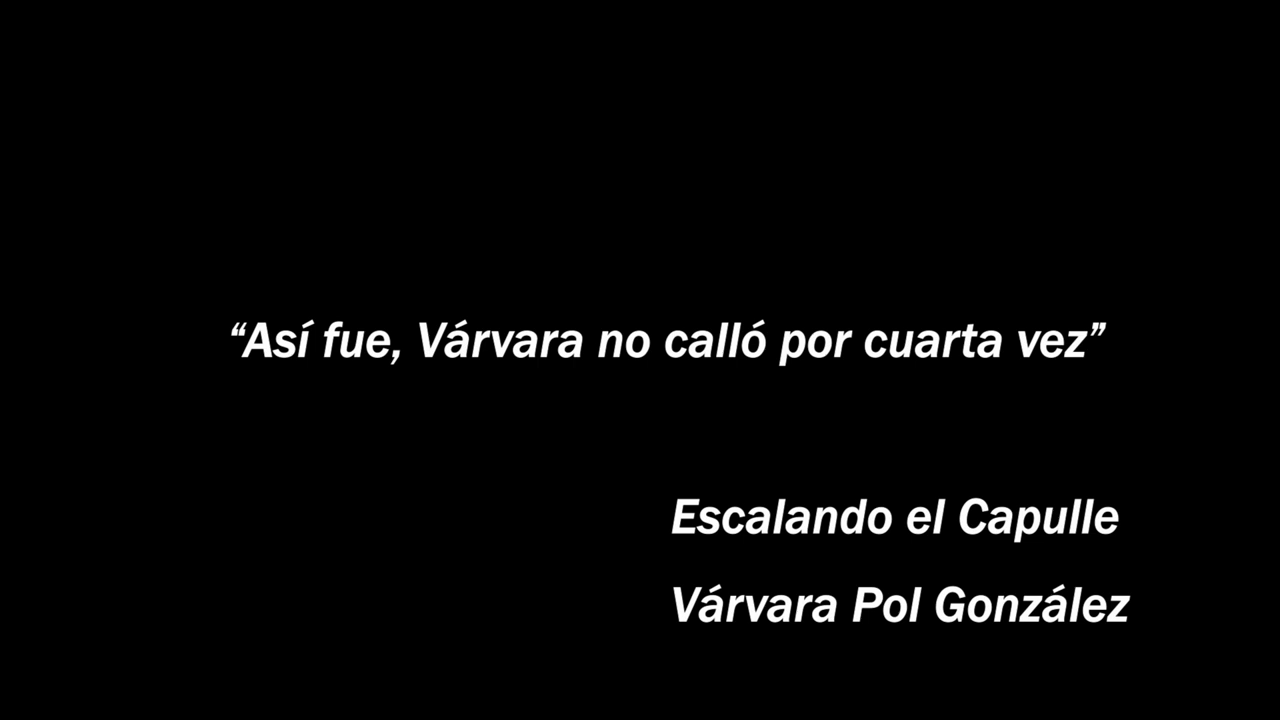 “Así fue, Várvara no calló por cuarta vez”
Escalando el Capulle
Várvara Pol González